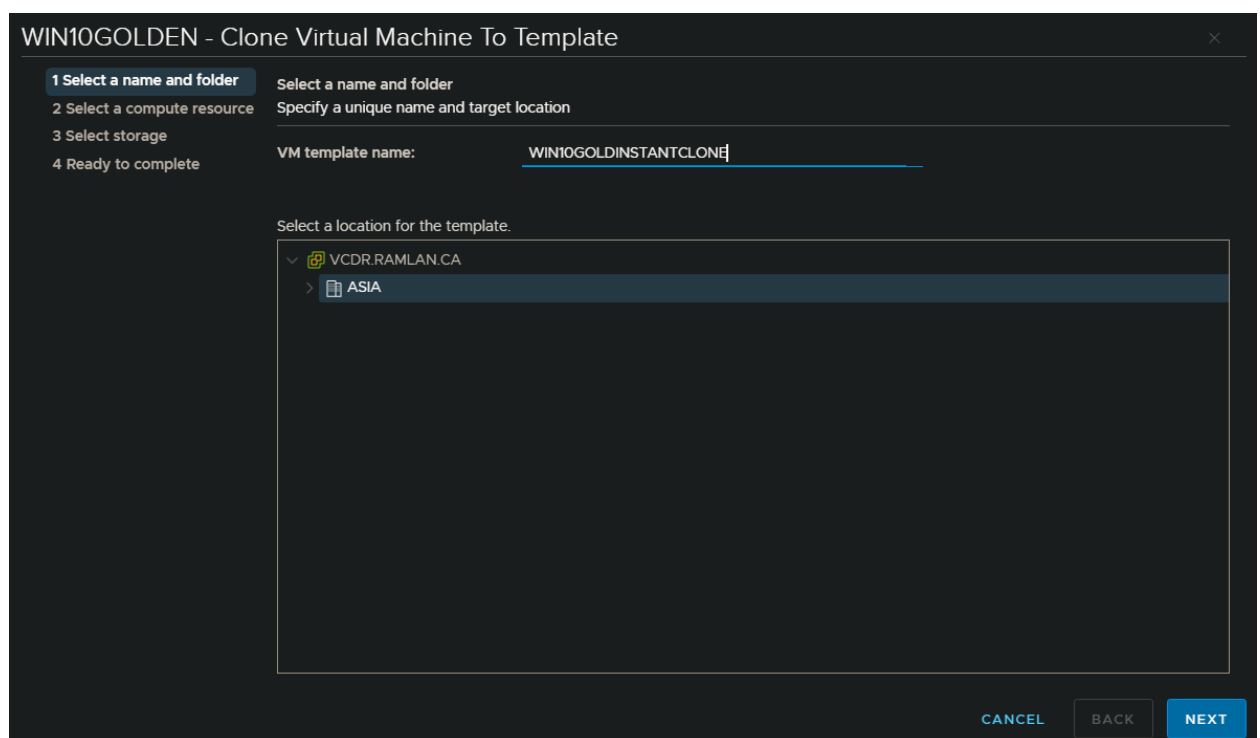 WIN10GOLDEN - Clone Virtual Machine To Template
1 Select a name and folder
2 Select a compute resource
3 Select storage
4 Ready to complete
Select a name and folder
Specify a unique name and target location
VM template name: WIN10GOLDINSTANTCLONE
Select a location for the template.
VCDR.RAMLAN.CA
ASIA
CANCEL BACK NEXT